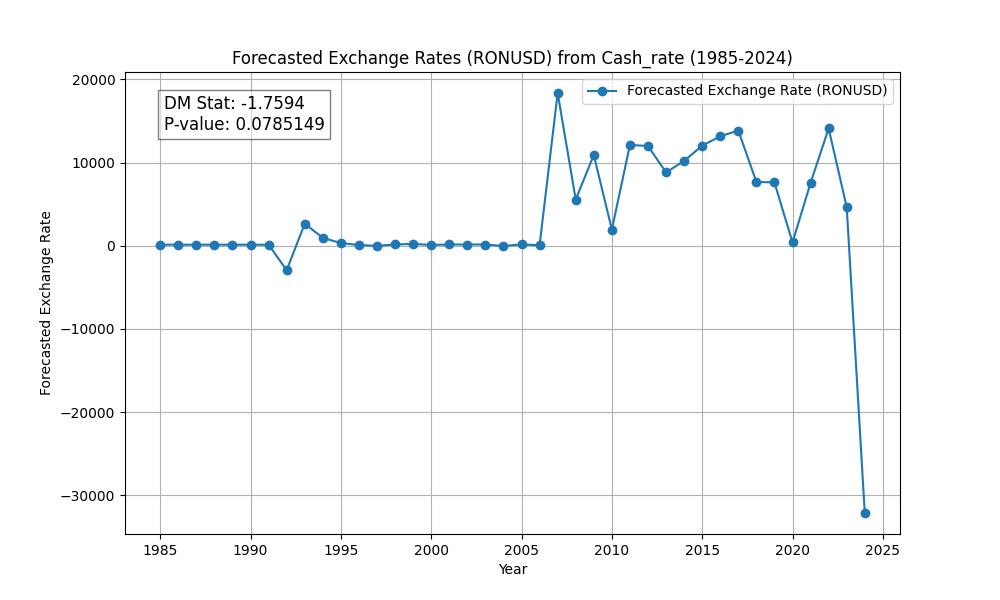 Forecasted Exchange Rates (RONUSD) from Cash_rate (1985-2024)
DM Stat: -1.7594
P-value: 0.0785149
Forecasted Exchange Rate (RONUSD)
20000
10000
0
−10000
−20000
−30000
Forecasted Exchange Rate
1985 1990 1995 2000 2005 2010 2015 2020 2025
Year